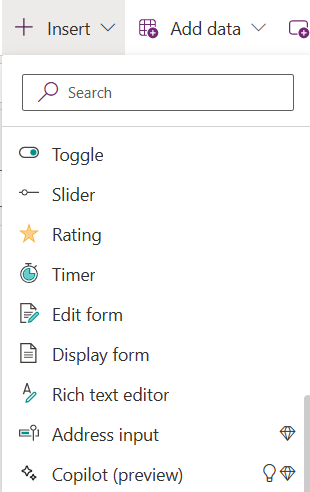 Insert
Add data
Search
Toggle
Slider
Rating
Timer
Edit form
Display form
Rich text editor
Address input
Copilot (preview)